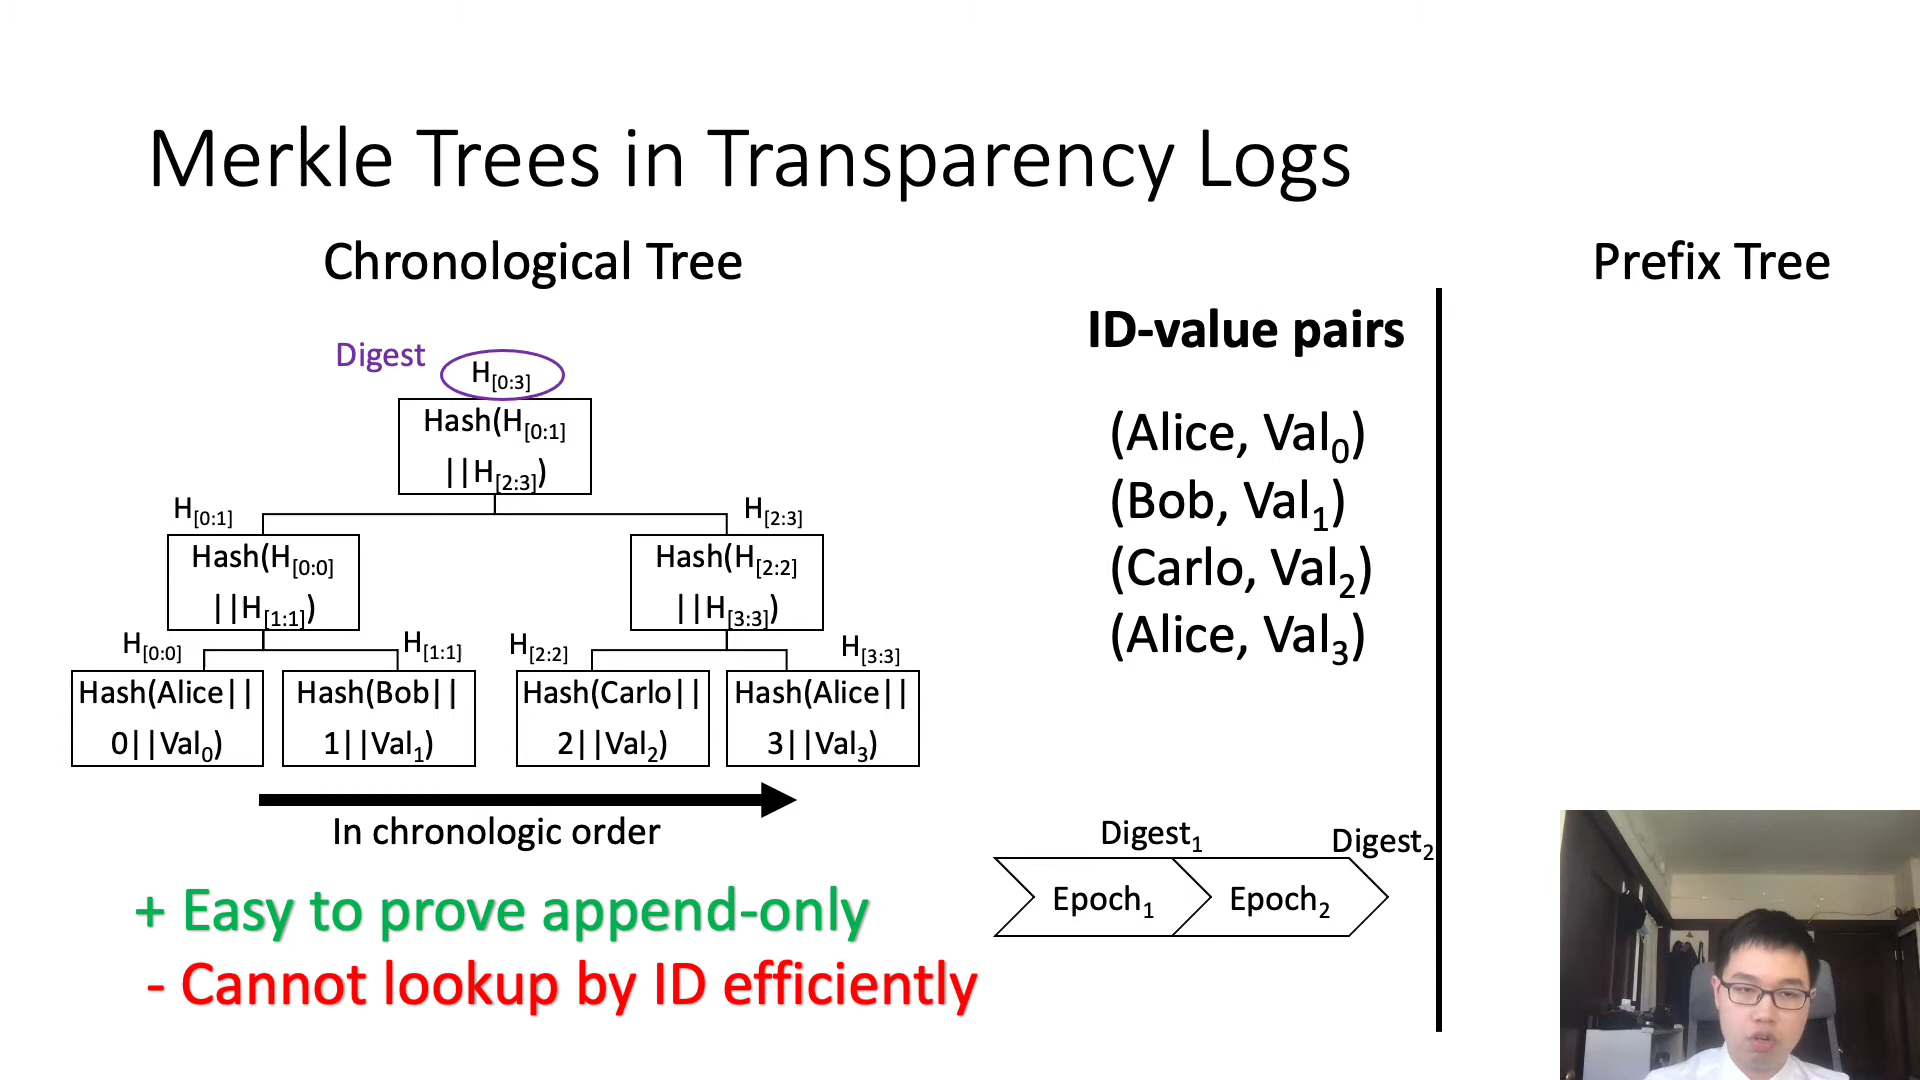 Merkle Trees in Transparency Logs
Chronological Tree
Digest
H[0:3]
Hash(H[0:1]
||H[2:3])
H[0:1]
H[2:3]
Hash(H[0:0]
||H[1:1])
Hash(H[2:2]
||H[3:3])
H[0:0]
H[1:1]
H[2:2]
H[3:3]
Hash(Alice||
0||Val0)
Hash(Bob||
1||Val1)
Hash(Carlo||
2||Val2)
Hash(Alice||
3||Val3)
In chronologic order
+ Easy to prove append-only
- Cannot lookup by ID efficiently
ID-value pairs
(Alice, Val0)
(Bob, Val1)
(Carlo, Val2)
(Alice, Val3)
Digest1
Digest2
Epoch1
Epoch2
Prefix Tree